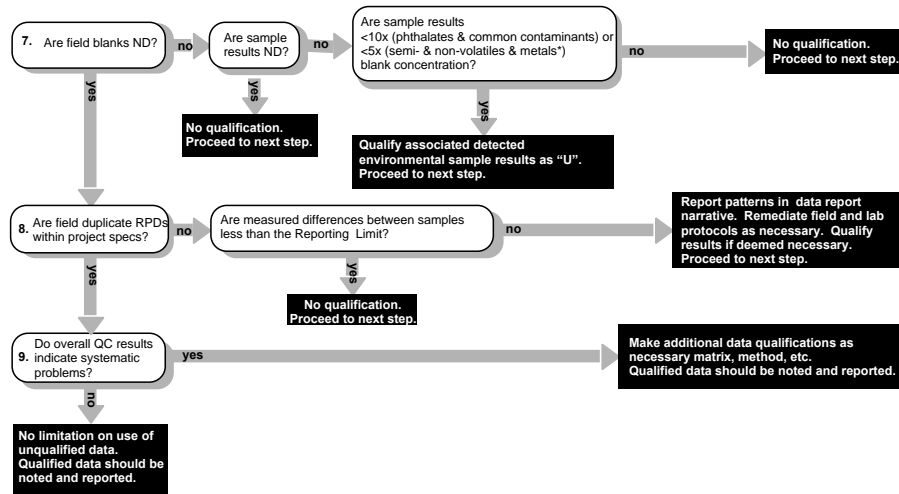 7. Are field blanks ND?
no
Are sample
results ND?
no
Are sample results
<10x (phthalates & common contaminants) or
<5x (semi- & non-volatiles & metals*)
blank concentration?
no
No qualification.
Proceed to next step.
yes
yes
No qualification.
Proceed to next step.
yes
Qualify associated detected
environmental sample results as “U”.
Proceed to next step.
8. Are field duplicate RPDs
within project specs?
no
Are measured differences between samples
less than the Reporting Limit?
no
Report patterns in data report
narrative. Remediate field and lab
protocols as necessary. Qualify
results if deemed necessary.
Proceed to next step.
yes
yes
No qualification.
Proceed to next step.
9. Do overall QC results
indicate systematic
problems?
yes
Make additional data qualifications as
necessary matrix, method, etc.
Qualified data should be noted and reported.
no
No limitation on use of
unqualified data.
Qualified data should be
noted and reported.